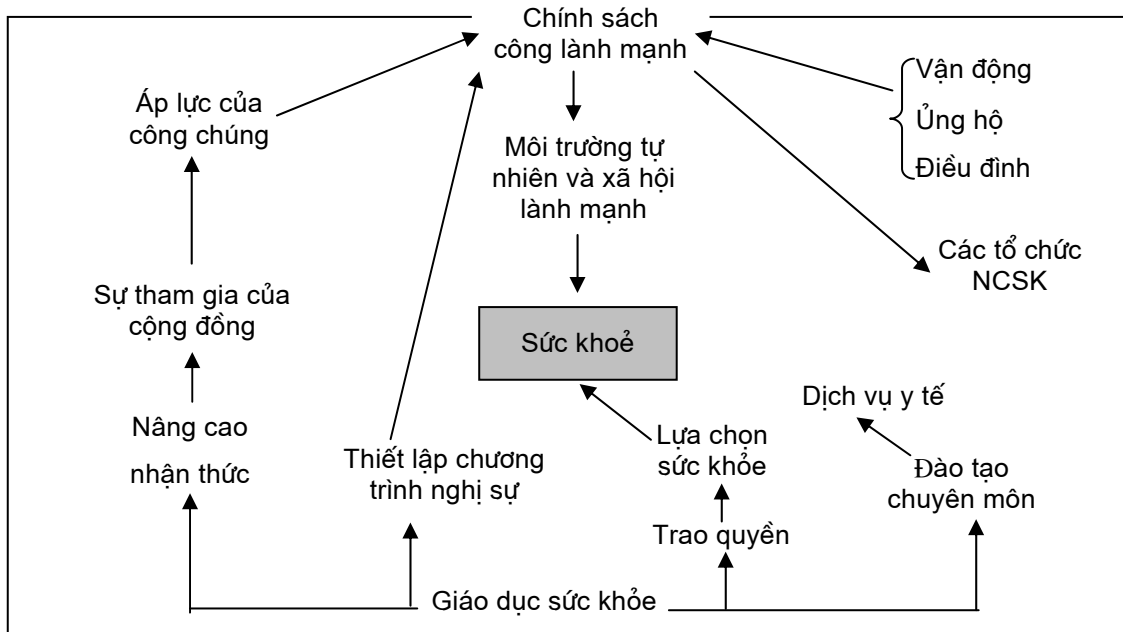 Chính sách
công lành mạnh
Vận động
Ủng hộ
Điều đình
Áp lực của
công chúng
Môi trường tự
nhiên và xã hội
lành mạnh
Các tổ chức
NCSK
Sự tham gia của
cộng đồng
Sức khoẻ
Dịch vụ y tế
Nâng cao
nhận thức
Thiết lập chương
trình nghị sự
Lựa chọn
sức khỏe
Đào tạo
chuyên môn
Trao quyền
Giáo dục sức khỏe